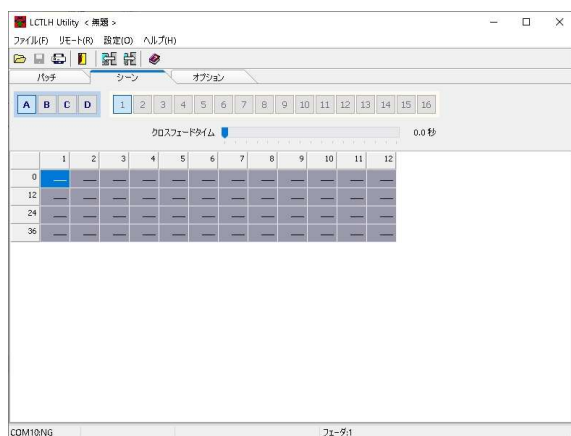 LCTLH Utility < 無題 >
ファイル(F) リモート(R) 設定(O) ヘルプ(H)
パッチ シーン オプション
A B C D 1 2 3 4 5 6 7 8 9 10 11 12 13 14 15 16
クロスフェードタイム 0.0 秒
1 2 3 4 5 6 7 8 9 10 11 12
0
12
24
36
COM10:NG フェーダ:1